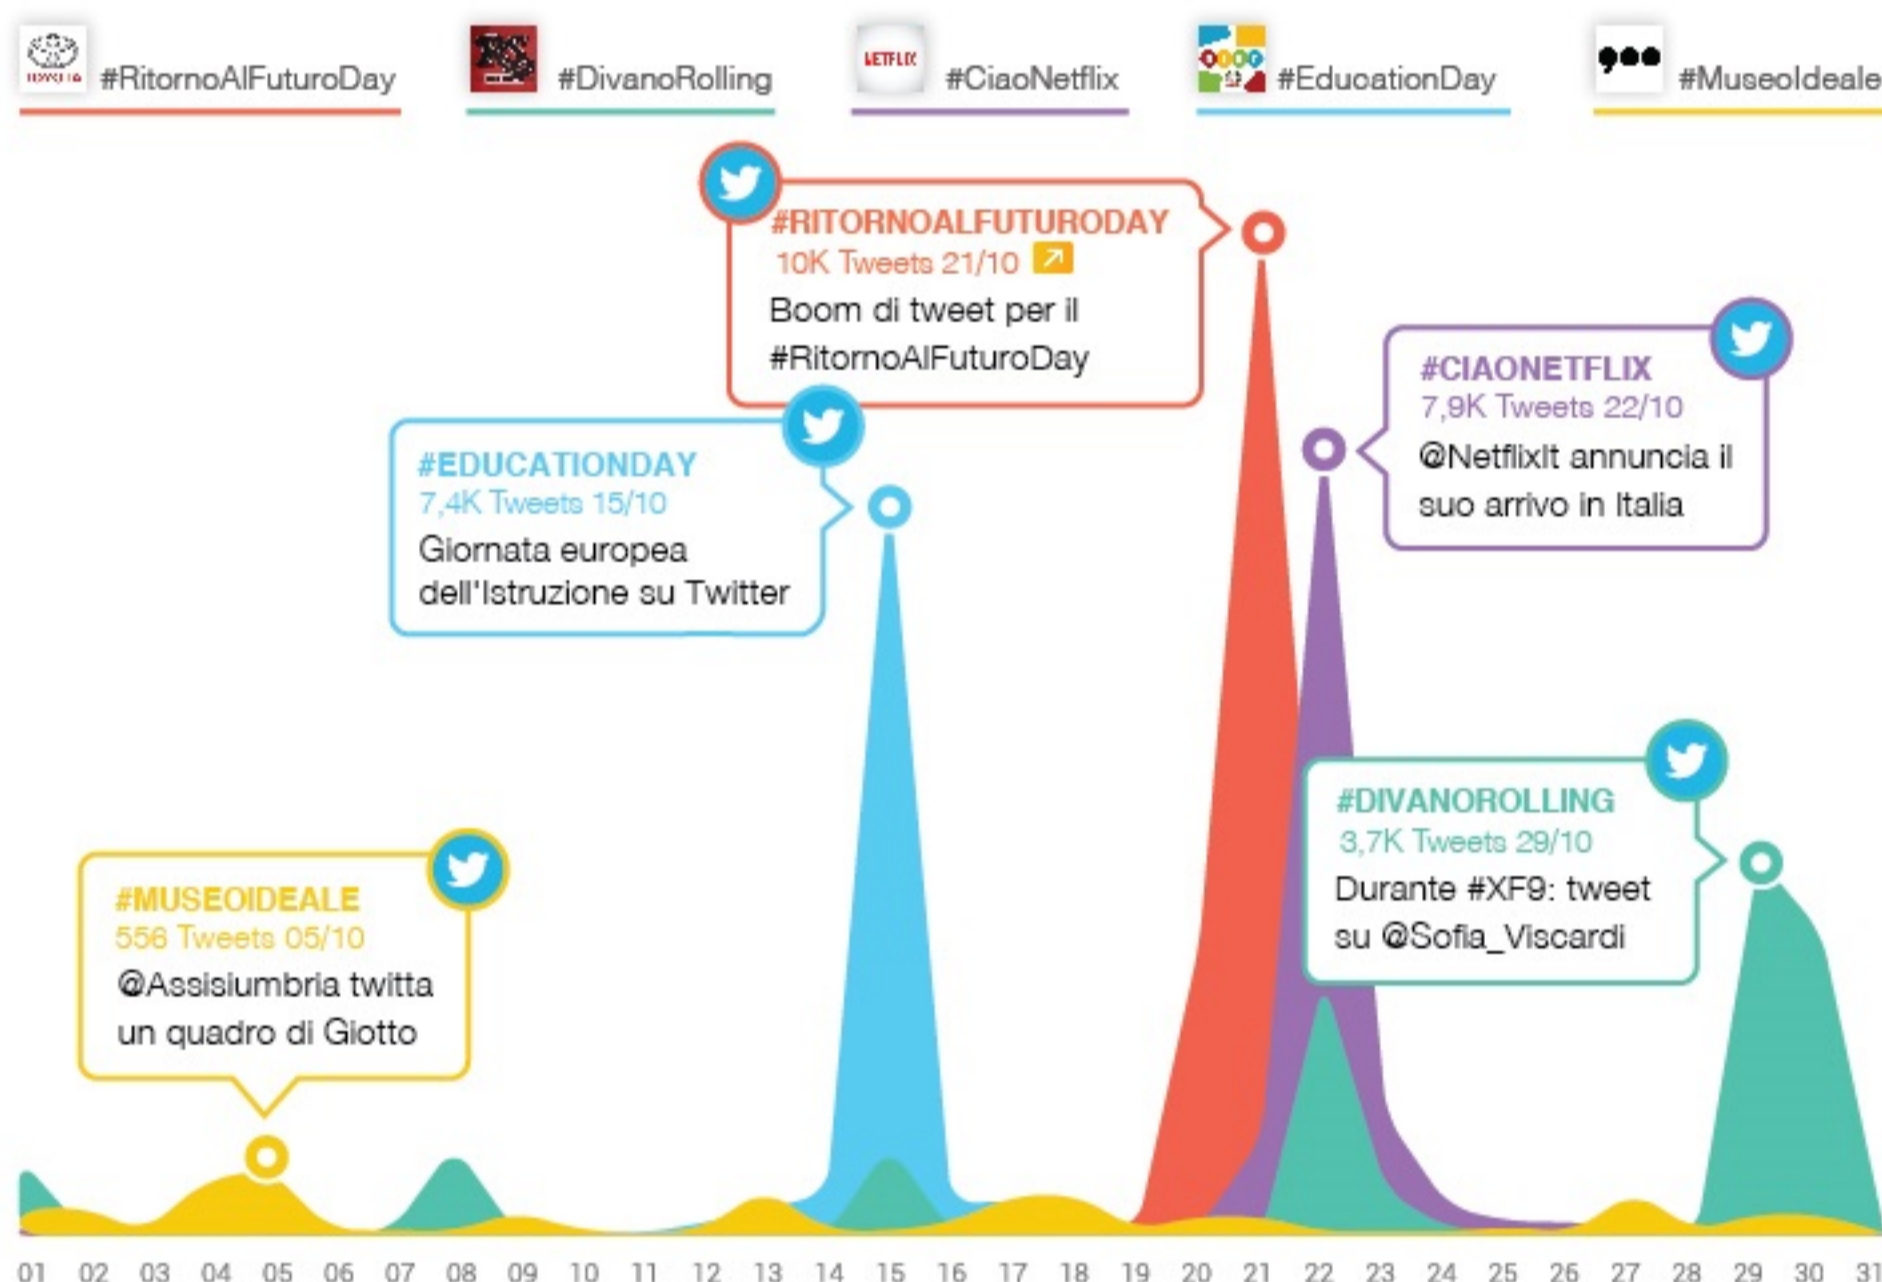 TOYOTA
#RitornoAlFuturoDay
RS
#DivanoRolling
NETFLIX
#CiaoNetflix
#EducationDay
#MuseoIdeale
#RITORNOALFUTURODAY
10K Tweets 21/10
Boom di tweet per il
#RitornoAlFuturoDay
#CIAONETFLIX
7,9K Tweets 22/10
@NetflixIt annuncia il
suo arrivo in Italia
#EDUCATIONDAY
7,4K Tweets 15/10
Giornata europea
dell'Istruzione su Twitter
#DIVANOROLLING
3,7K Tweets 29/10
Durante #XF9: tweet
su @Sofia_Viscardi
#MUSEOIDEALE
556 Tweets 05/10
@Assisiumbria twitta
un quadro di Giotto
01 02 03 04 05 06 07 08 09 10 11 12 13 14 15 16 17 18 19 20 21 22 23 24 25 26 27 28 29 30 31